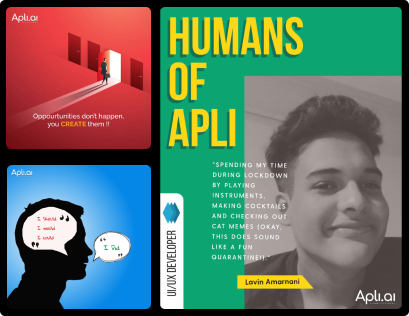 Apli.ai
Oppourtunities don't happen,
you CREATE them !!
Apli.ai
I Should
I would
I could
I Did
HUMANS
OF
APLI
"SPENDING MY TIME
DURING LOCKDOWN
BY PLAYING
INSTRUMENTS,
MAKING COCKTAILS
AND CHECKING OUT
CAT MEMES (OKAY,
THIS DOES SOUND
LIKE A FUN
QUARANTINE!)."
UI/UX DEVELOPER
Lavin Amarnani
Apli.ai